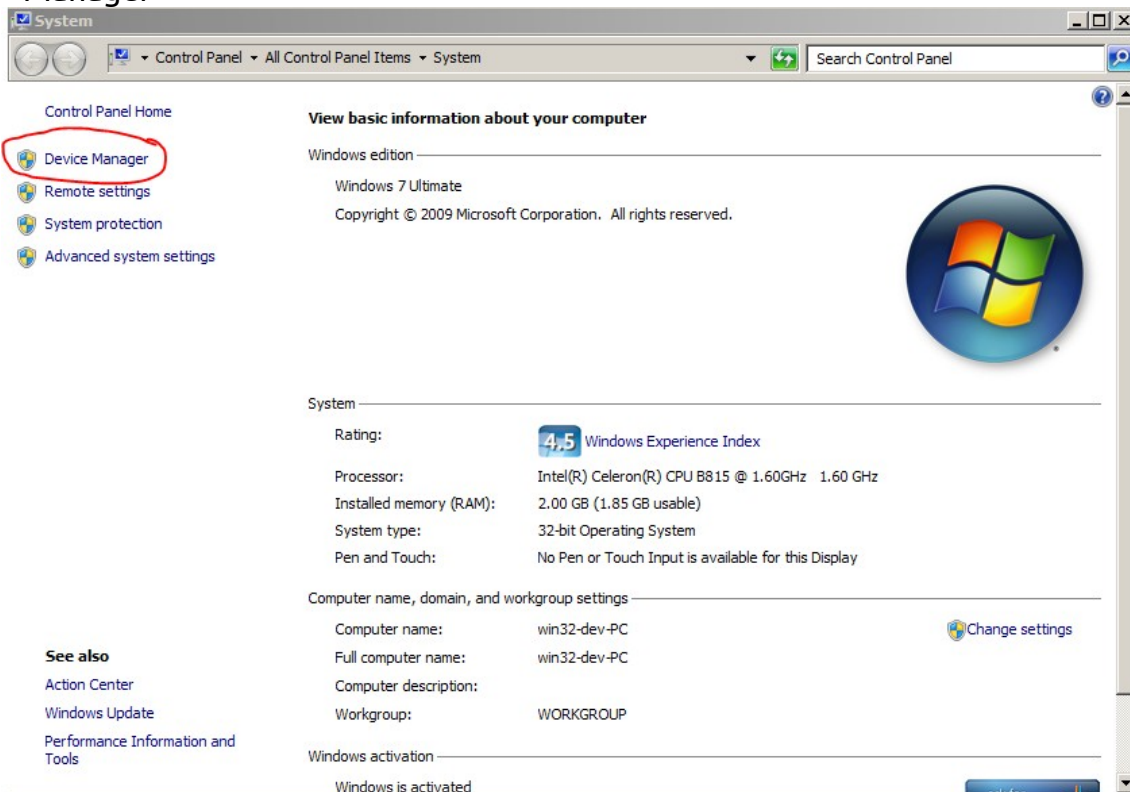 Manager
System
Control Panel All Control Panel Items System
Search Control Panel
Control Panel Home
Device Manager
Remote settings
System protection
Advanced system settings
See also
Action Center
Windows Update
Performance Information and
Tools
View basic information about your computer
Windows edition
Windows 7 Ultimate
Copyright © 2009 Microsoft Corporation. All rights reserved.
System
Rating: 4,5 Windows Experience Index
Processor: Intel(R) Celeron(R) CPU B815 @ 1.60GHz 1.60 GHz
Installed memory (RAM): 2.00 GB (1.85 GB usable)
System type: 32-bit Operating System
Pen and Touch: No Pen or Touch Input is available for this Display
Computer name, domain, and workgroup settings
Computer name: win32-dev-PC
Change settings
Full computer name: win32-dev-PC
Computer description:
Workgroup: WORKGROUP
Windows activation
Windows is activated